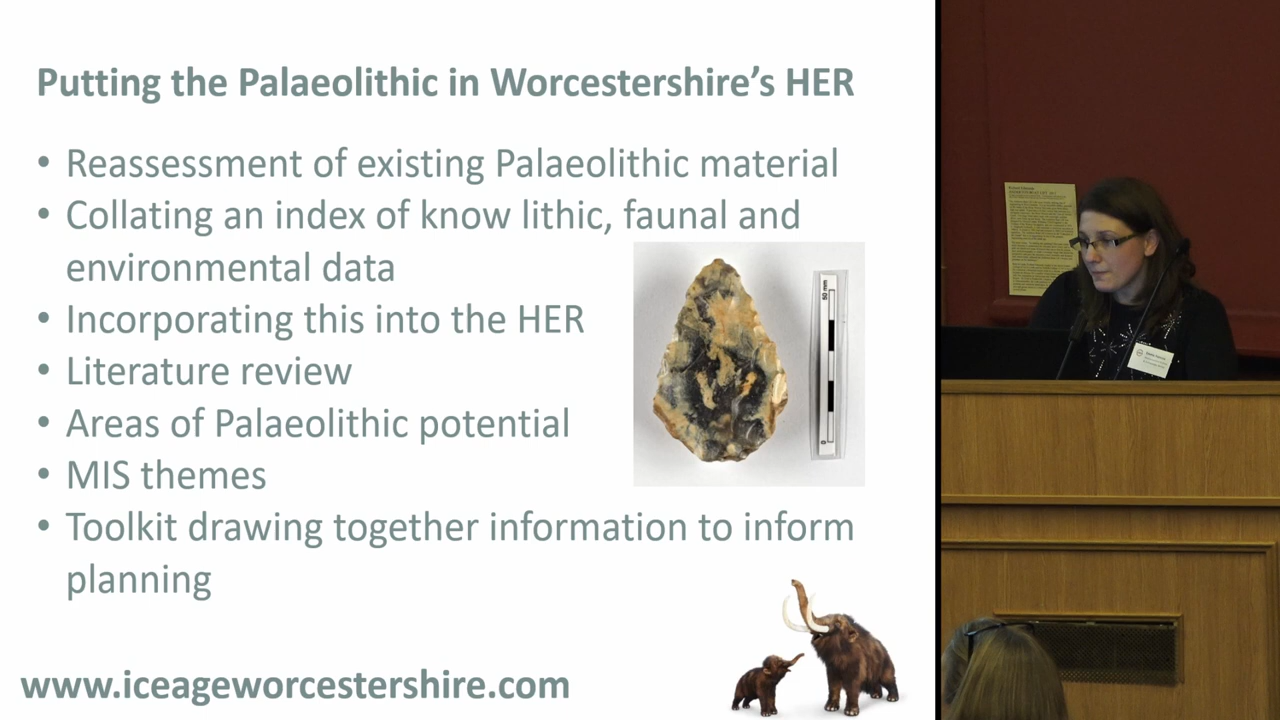 Putting the Palaeolithic in Worcestershire's HER
• Reassessment of existing Palaeolithic material
• Collating an index of know lithic, faunal and
environmental data
• Incorporating this into the HER
• Literature review
• Areas of Palaeolithic potential
• MIS themes
• Toolkit drawing together information to inform
planning
50 mm
0
www.iceageworcestershire.com